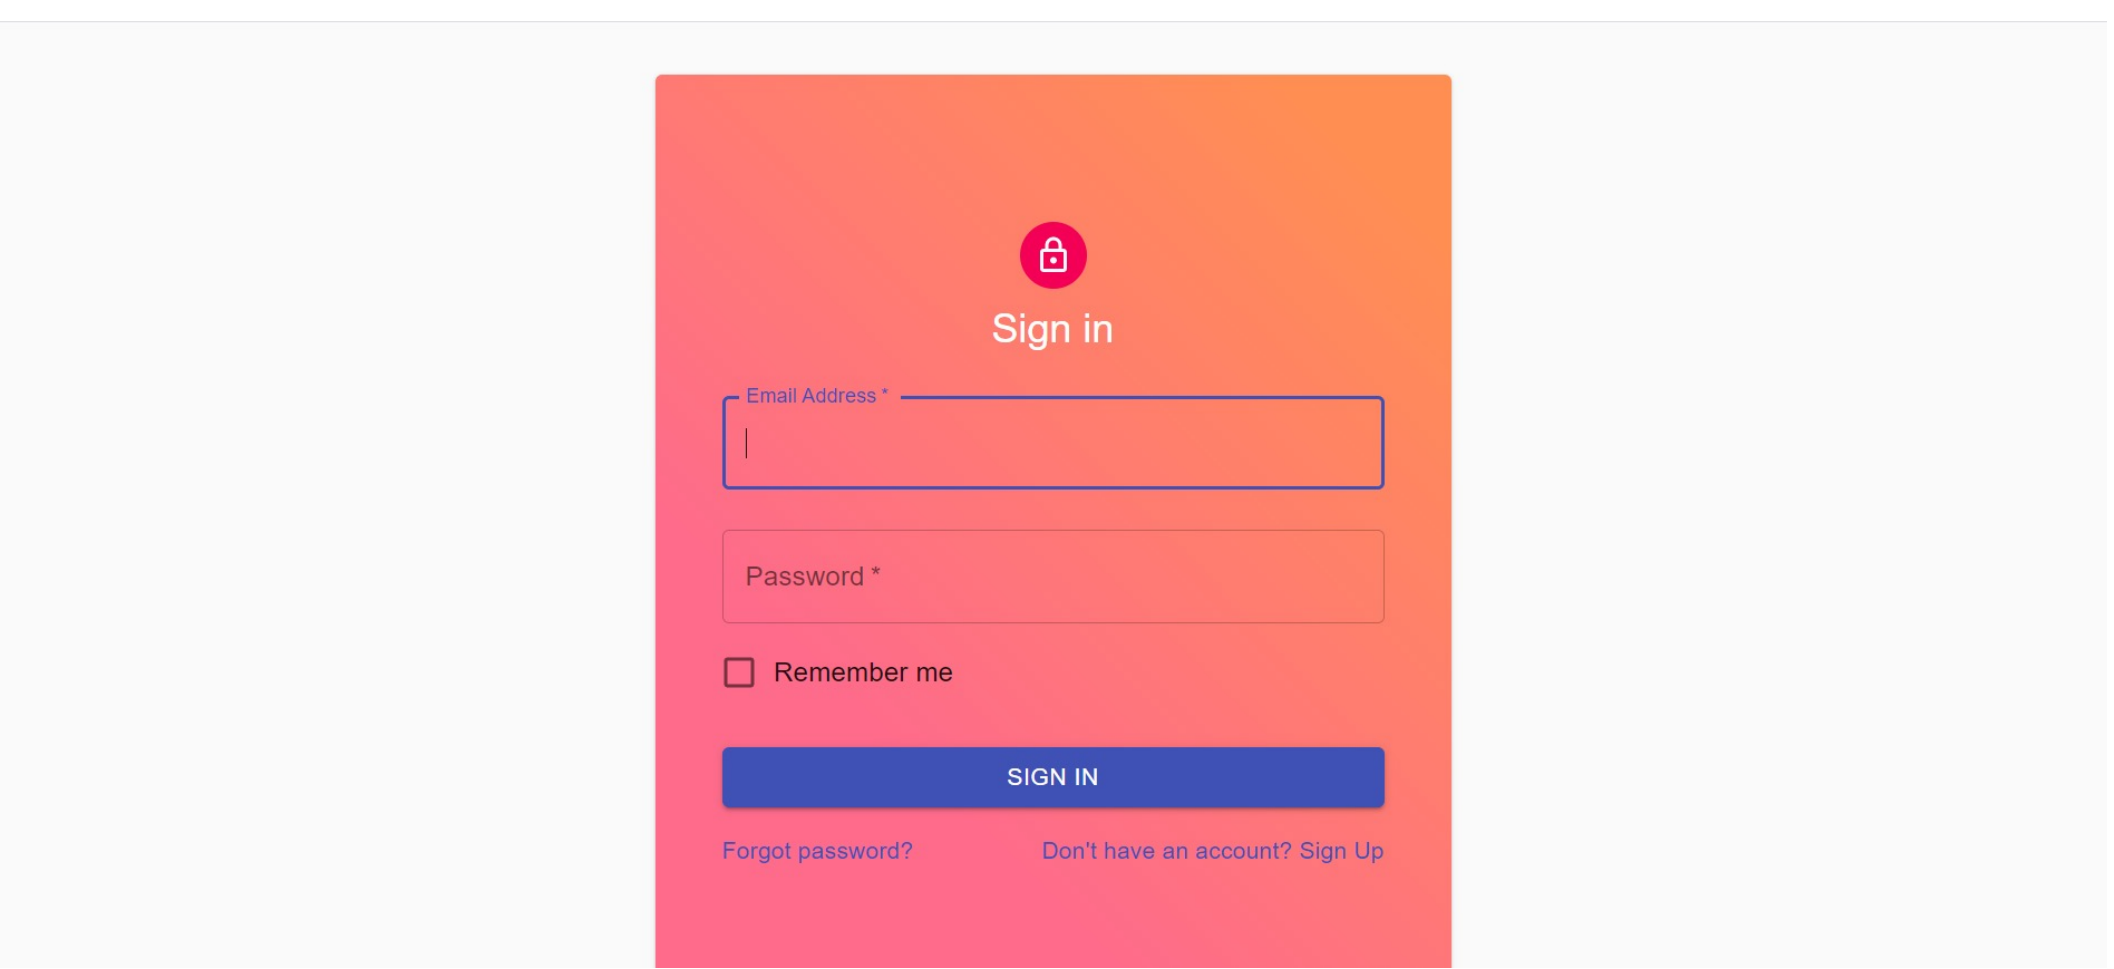 Sign in
Email Address *
Password *
Remember me
SIGN IN
Forgot password?
Don't have an account? Sign Up